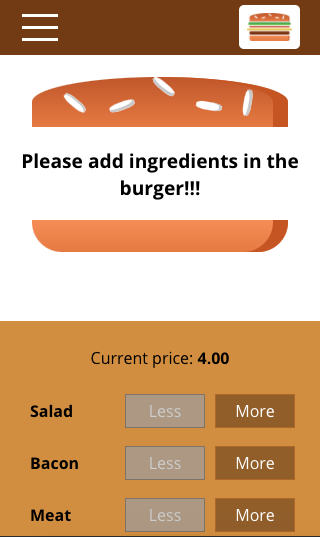 Please add ingredients in the
burger!!!
Current price: 4.00
Salad Less More
Bacon Less More
Meat Less More